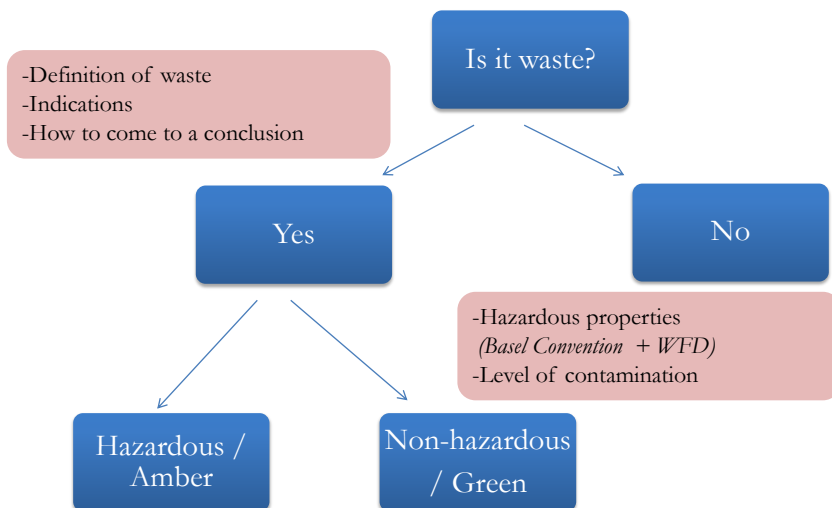 Is it waste?
-Definition of waste
-Indications
-How to come to a conclusion
Yes
No
-Hazardous properties
(Basel Convention + WFD)
-Level of contamination
Hazardous /
Amber
Non-hazardous
/ Green